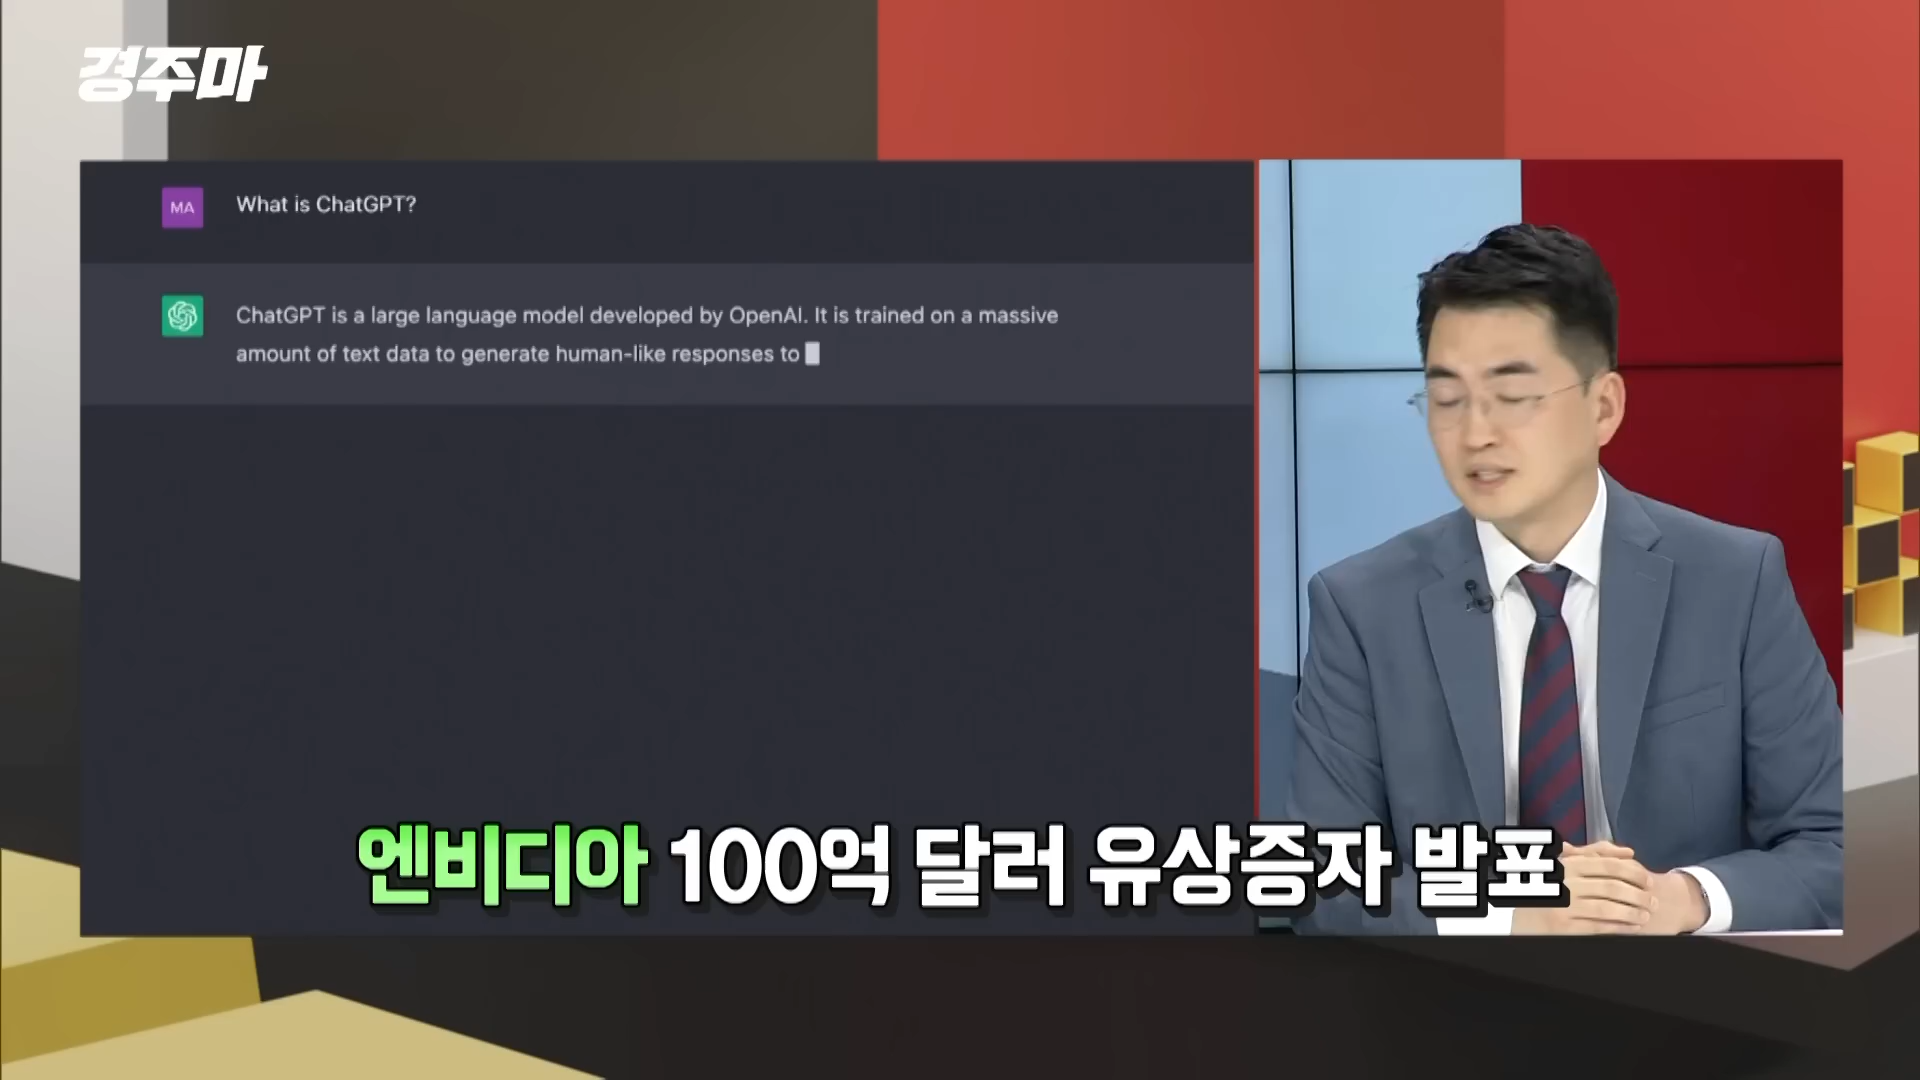 경주마
MA
What is ChatGPT?
ChatGPT is a large language model developed by OpenAI. It is trained on a massive
amount of text data to generate human-like responses to
엔비디아 100억 달러 유상증자 발표